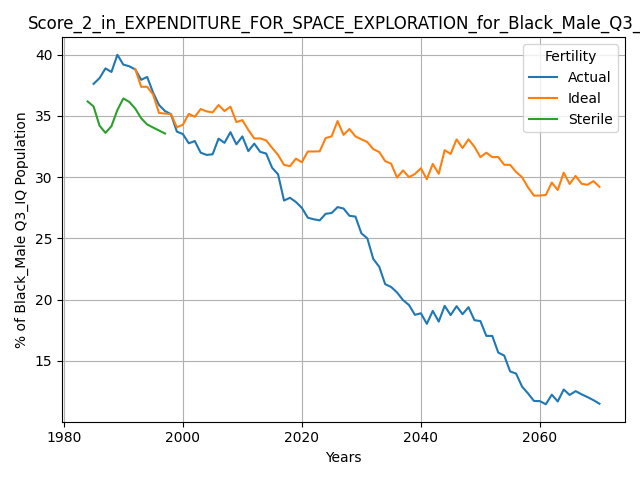 Score_2_in_EXPENDITURE_FOR_SPACE_EXPLORATION_for_Black_Male_Q3_
Fertility
Actual
Ideal
Sterile
% of Black_Male Q3_IQ Population
40
35
30
25
20
15
1980
2000
2020
2040
2060
Years